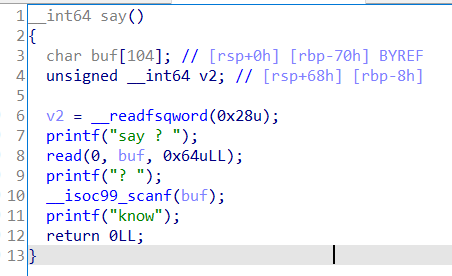 1 __int64 say()
2 {
3 char buf[104]; // [rsp+0h] [rbp-70h] BYREF
4 unsigned __int64 v2; // [rsp+68h] [rbp-8h]
5
6 v2 = __readfsqword(0x28u);
7 printf("say ? ");
8 read(0, buf, 0x64uLL);
9 printf("? ");
10 __isoc99_scanf(buf);
11 printf("know");
12 return 0LL;
13 }